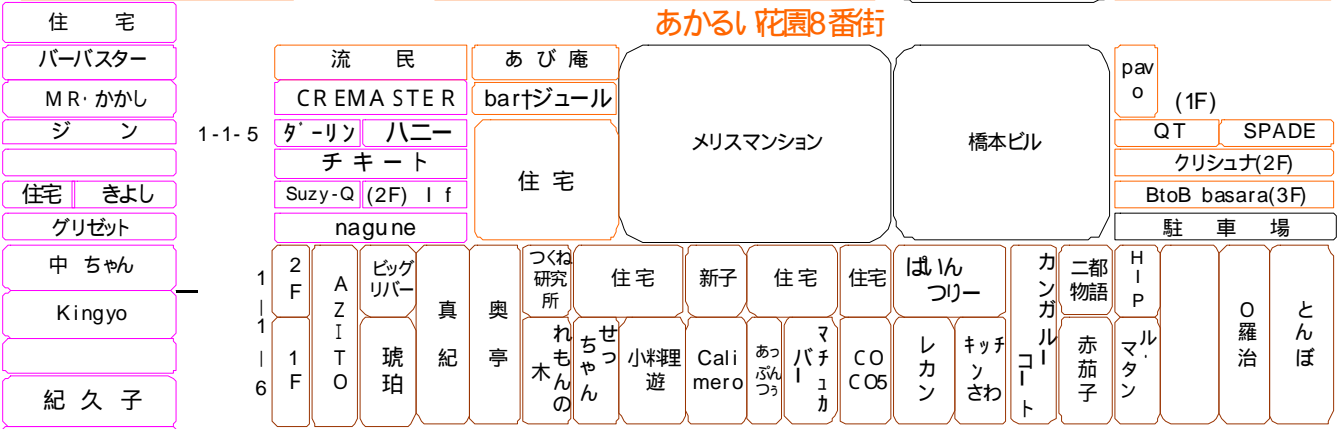 あかるい花園8番街
住 宅
バーバスター
MR・かかし
ジ ン
住宅 きよし
グリゼット
中 ちゃん
Kingyo
紀 久 子
1-1-5
流 民
CREMASTER
ダーリン ハニー
チ キ ー ト
Suzy-Q (2F) If
nagune
あ び 庵
bar†ジュール
住 宅
メリスマンション
橋本ビル
pavo
(1F)
QT SPADE
クリシュナ(2F)
BtoB basara(3F)
駐 車 場
1-1-6
2F
1F
AZITO
ビッグ
リバー
琥珀
真紀
奥亭
つくね
研究
所
れもんの
木
住 宅
せっ
ちゃん
小料理
遊
新子
Cali
mero
住 宅
あっ
ぷん
つぅ
マチュカ
バー
住宅
CO
CO5
ぱいん
つりー
レカン
キッチ
ン
さわ
カンガルー
コート
二都
物語
赤茄子
HIP
ル・
マタン
O羅治
とんぼ